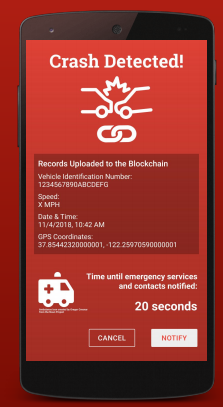 Crash Detected!
Records Uploaded to the Blockchain
Vehicle Identification Number:
1234567890ABCDEFG
Speed:
X MPH
Date & Time:
11/4/2018, 10:42 AM
GPS Coordinates:
37.85442320000001, -122.25970590000001
Time until emergency services
and contacts notified:
20 seconds
CANCEL
NOTIFY